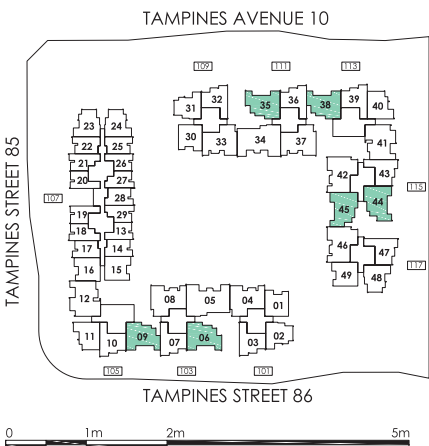 TAMPINES AVENUE 10
109 111 113
31 32 35 36 38 39 40
30 33 34 37 41
TAMPINES STREET 85
23 24
22 25
21 26
20 27
107 28
19 29
18 13
17 14
16 15
42 43
115
45 44
46 47
117
49 48
12 08 05 04 01
11 10 09 07 06 03 02
105 103 101
TAMPINES STREET 86
0 1m 2m 5m